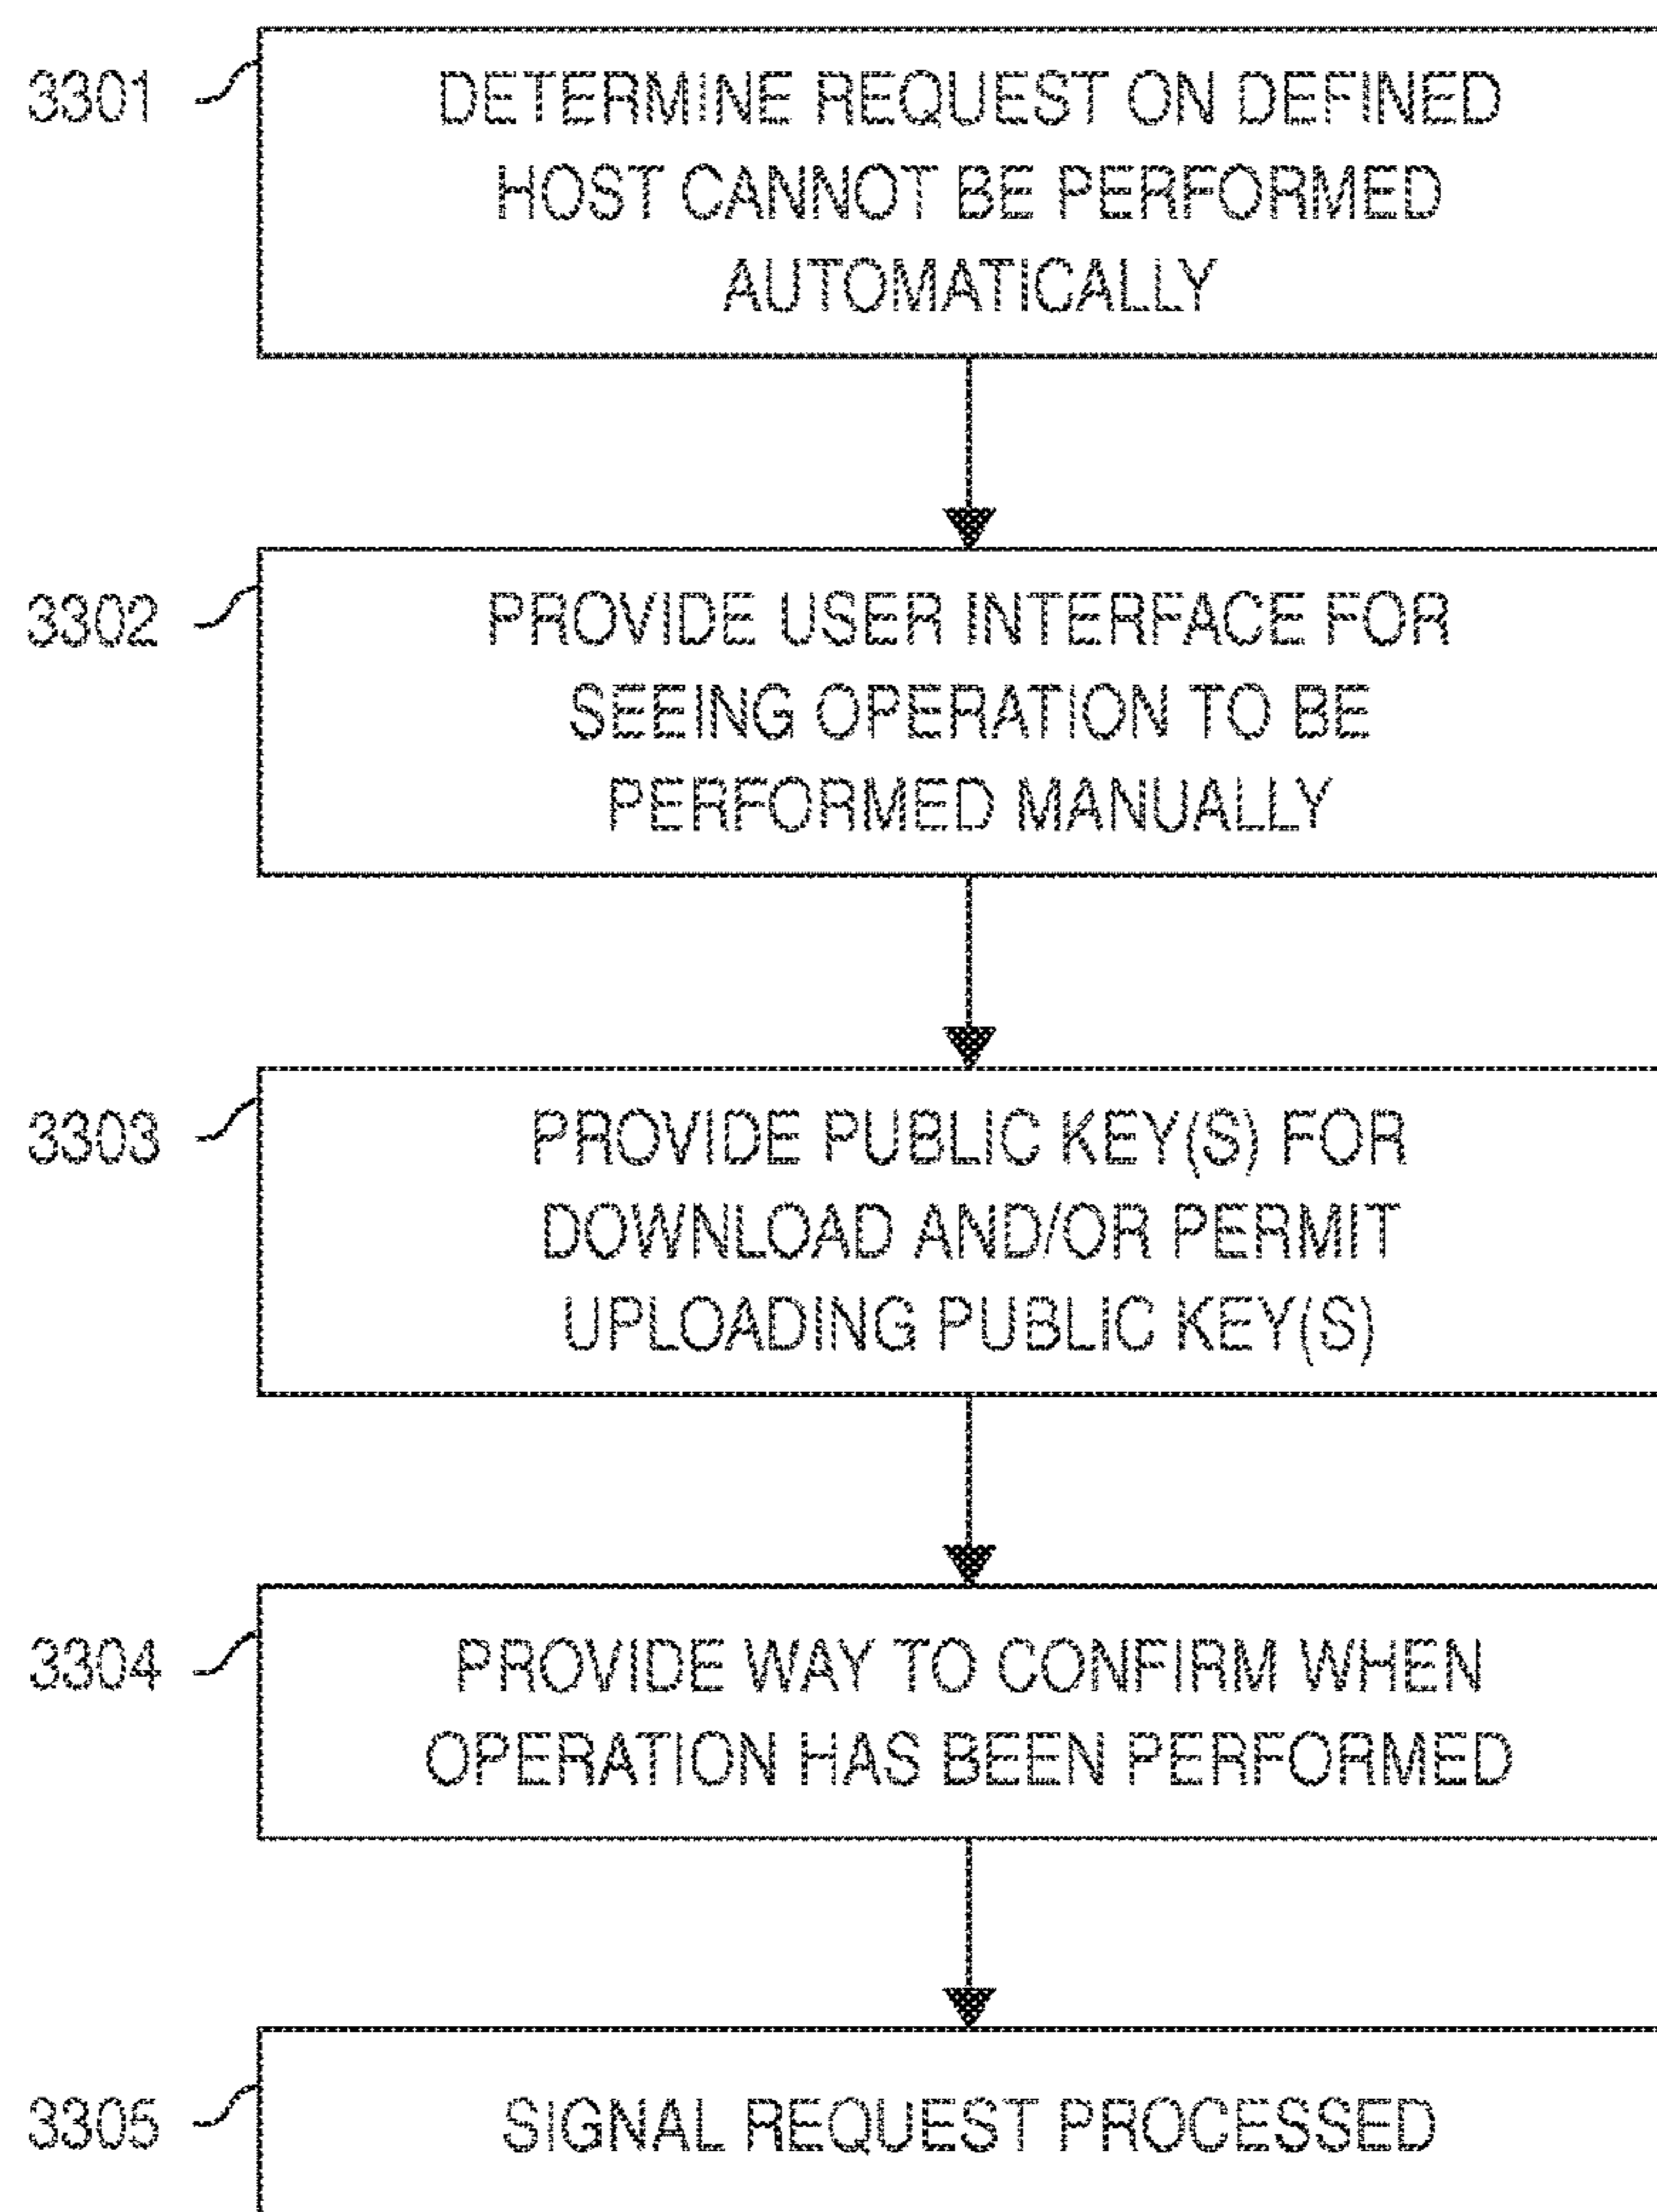 3301
DETERMINE REQUEST ON DEFINED
HOST CANNOT BE PERFORMED
AUTOMATICALLY
3302
PROVIDE USER INTERFACE FOR
SEEING OPERATION TO BE
PERFORMED MANUALLY
3303
PROVIDE PUBLIC KEY(S) FOR
DOWNLOAD AND/OR PERMIT
UPLOADING PUBLIC KEY(S)
3304
PROVIDE WAY TO CONFIRM WHEN
OPERATION HAS BEEN PERFORMED
3305
SIGNAL REQUEST PROCESSED